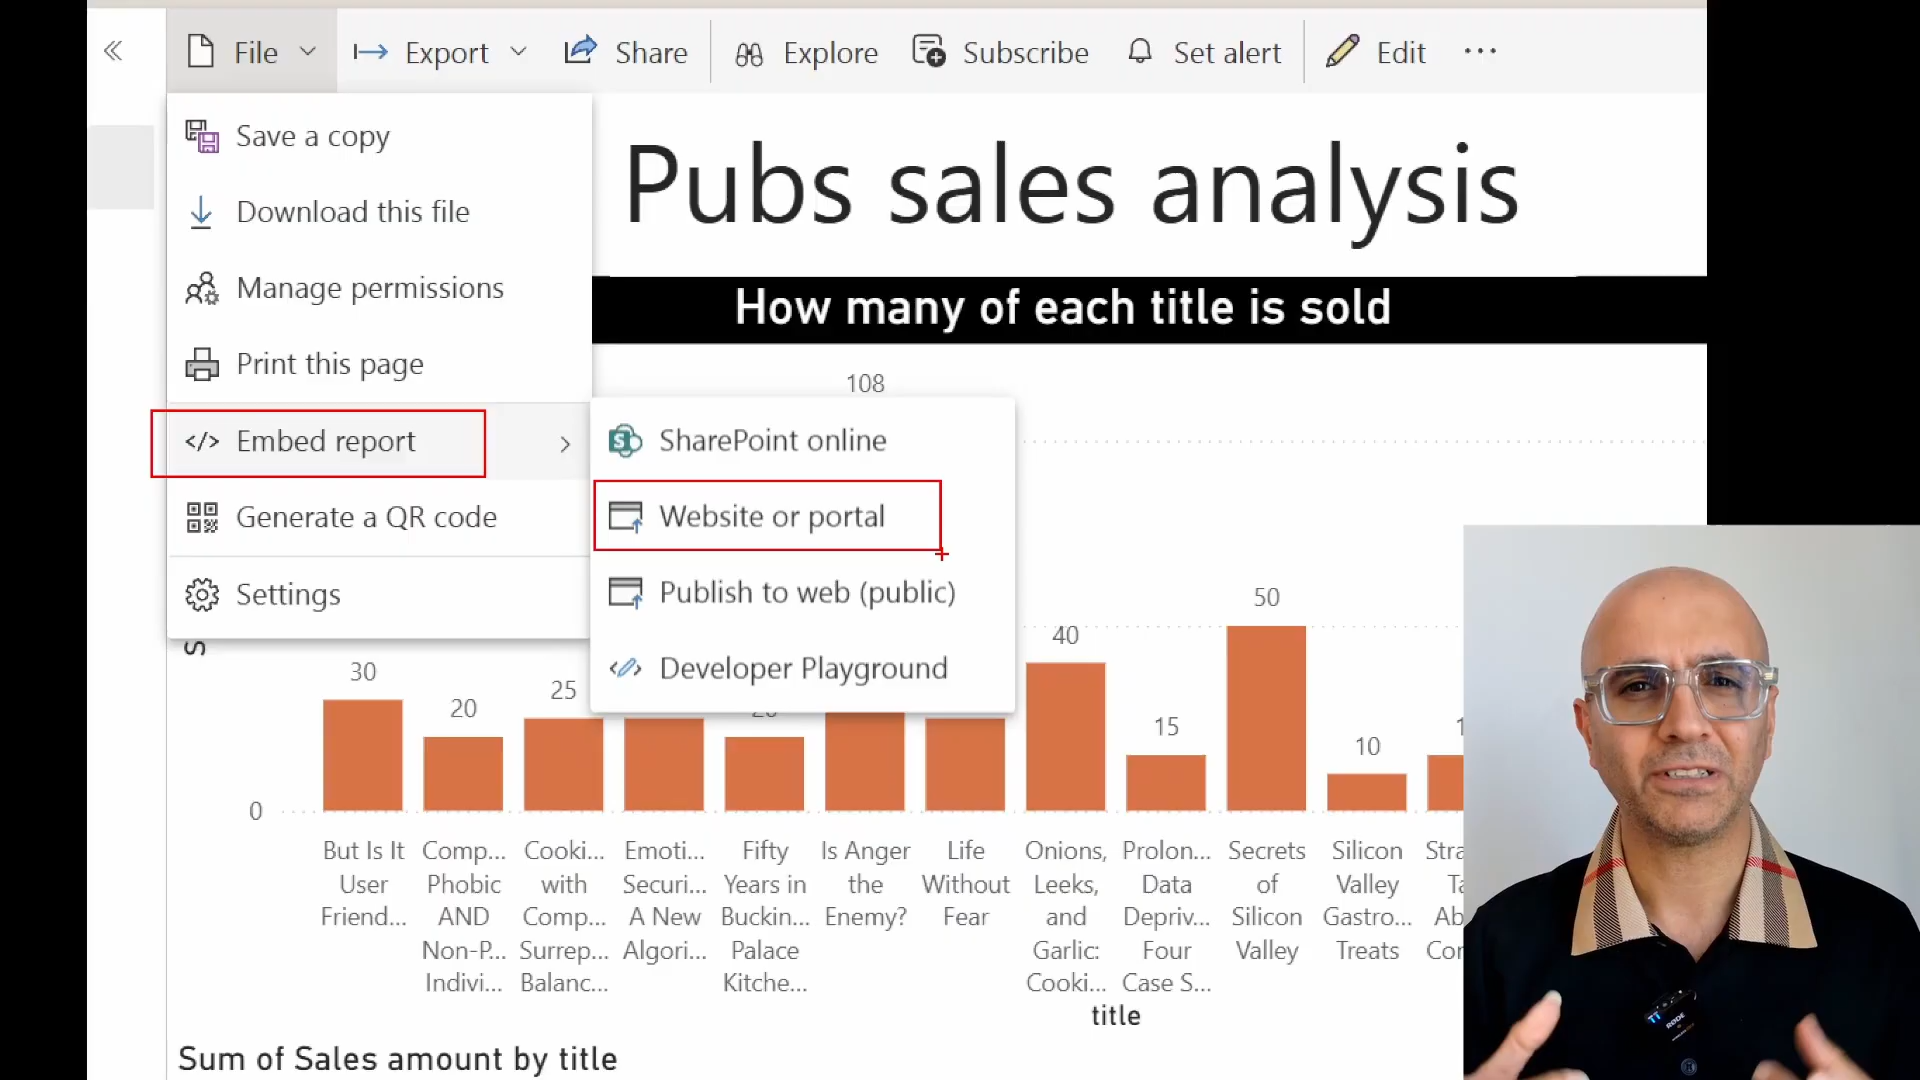 File
Export
Share
Explore
Subscribe
Set alert
Edit
Save a copy
Download this file
Manage permissions
Print this page
Embed report
Generate a QR code
Settings
SharePoint online
Website or portal
Publish to web (public)
Developer Playground
Pubs sales analysis
How many of each title is sold
108
30
20
25
40
15
50
10
0
But Is It
User
Friend...
Comp...
Phobic
AND
Non-P...
Indivi...
Cooki...
with
Comp...
Surrep...
Balanc...
Emoti...
Securi...
A New
Algori...
Fifty
Years in
Buckin...
Palace
Kitche...
Is Anger
the
Enemy?
Life
Without
Fear
Onions,
Leeks,
and
Garlic:
Cooki...
Prolon...
Data
Depriv...
Four
Case S...
Secrets
of
Silicon
Valley
Silicon
Valley
Gastro...
Treats
title
Sum of Sales amount by title
RØDE